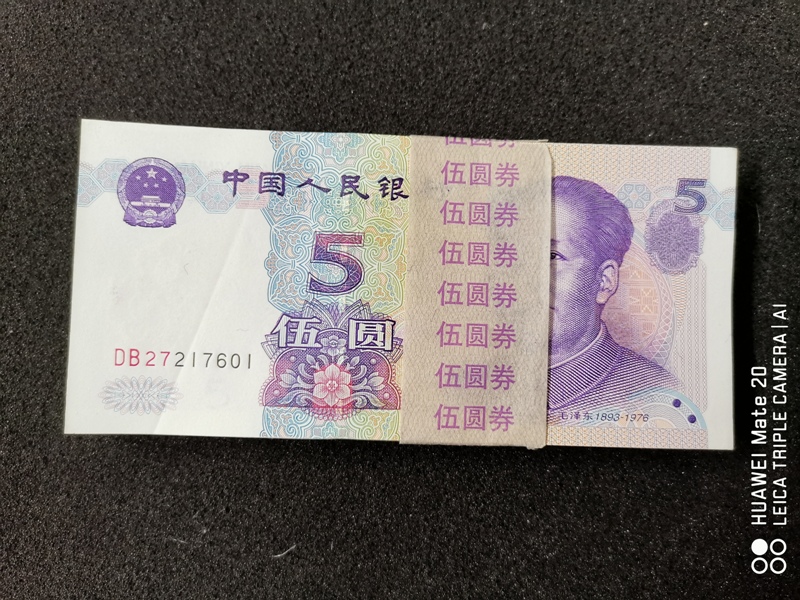 中国人民银
5
伍圆
DB27217601
伍圆券
伍圆券
伍圆券
伍圆券
伍圆券
伍圆券
伍圆券
伍圆券
5
毛泽东1893-1976
HUAWEI Mate 20
LEICA TRIPLE CAMERA | AI